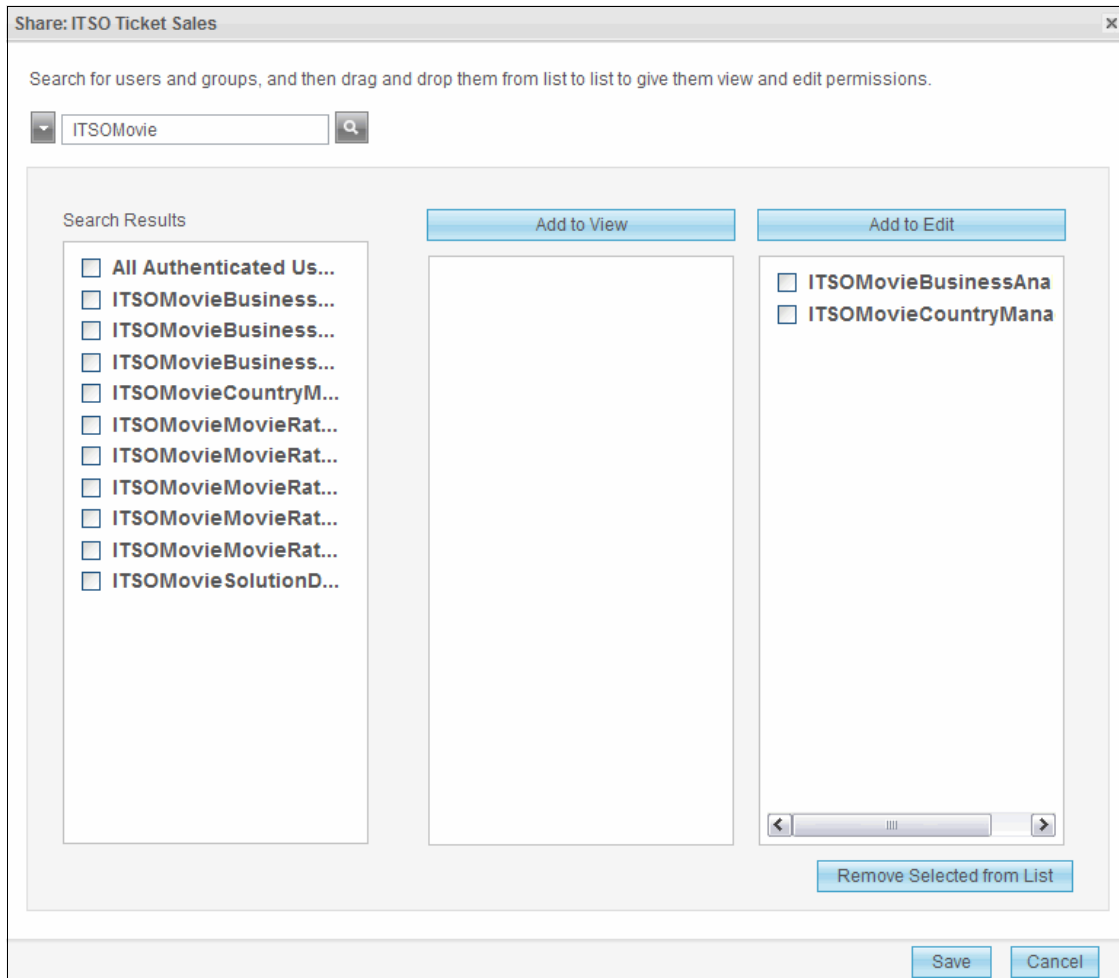 Share: ITSO Ticket Sales
Search for users and groups, and then drag and drop them from list to list to give them view and edit permissions.
ITSOMovie
Search Results
Add to View
Add to Edit
All Authenticated Us...
ITSOMovieBusiness...
ITSOMovieBusiness...
ITSOMovieBusiness...
ITSOMovieCountryM...
ITSOMovieMovieRat...
ITSOMovieMovieRat...
ITSOMovieMovieRat...
ITSOMovieMovieRat...
ITSOMovieMovieRat...
ITSOMovieSolutionD...
ITSOMovieBusinessAna
ITSOMovieCountryMana
Remove Selected from List
Save
Cancel